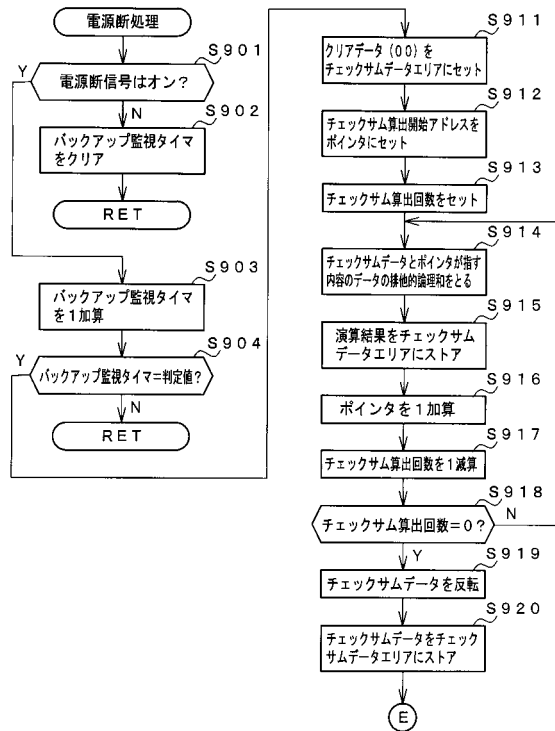 電源断処理
S901
Y
電源断信号はオン?
N
S902
バックアップ監視タイマ
をクリア
RET
S903
バックアップ監視タイマ
を1加算
S904
Y
バックアップ監視タイマ=判定値?
N
RET
S911
クリアデータ(00)を
チェックサムデータエリアにセット
S912
チェックサム算出開始アドレスを
ポインタにセット
S913
チェックサム算出回数をセット
S914
チェックサムデータとポインタが指す
内容のデータの排他的論理和をとる
S915
演算結果をチェックサム
データエリアにストア
S916
ポインタを1加算
S917
チェックサム算出回数を1減算
S918
チェックサム算出回数=0?
N
Y
S919
チェックサムデータを反転
S920
チェックサムデータをチェック
サムデータエリアにストア
E